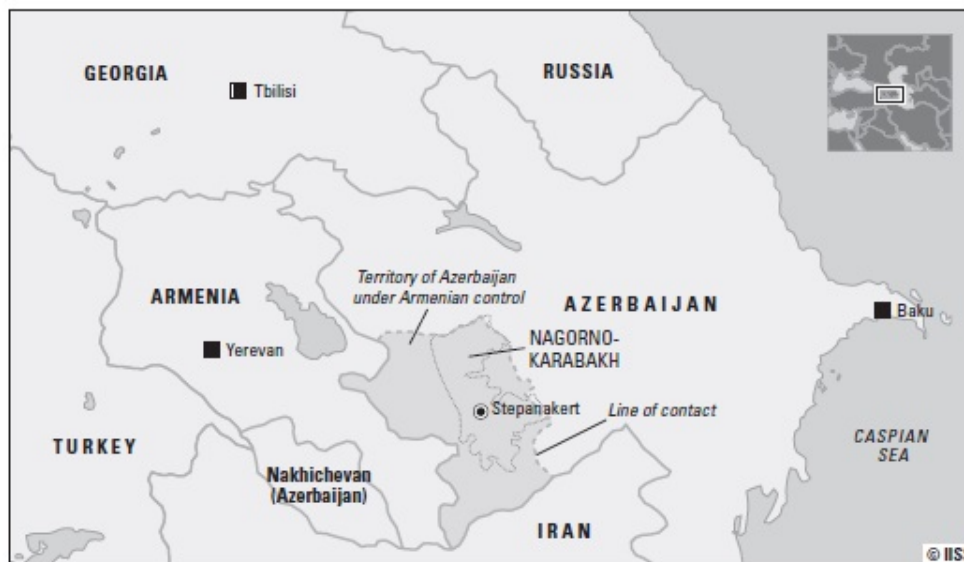 GEORGIA
Tbilisi
RUSSIA
Territory of Azerbaijan
under Armenian control
ARMENIA
AZERBAIJAN
Baku
Yerevan
NAGORNO-
KARABAKH
Stepanakert
Line of contact
TURKEY
CASPIAN
SEA
Nakhichevan
(Azerbaijan)
IRAN
© IISS